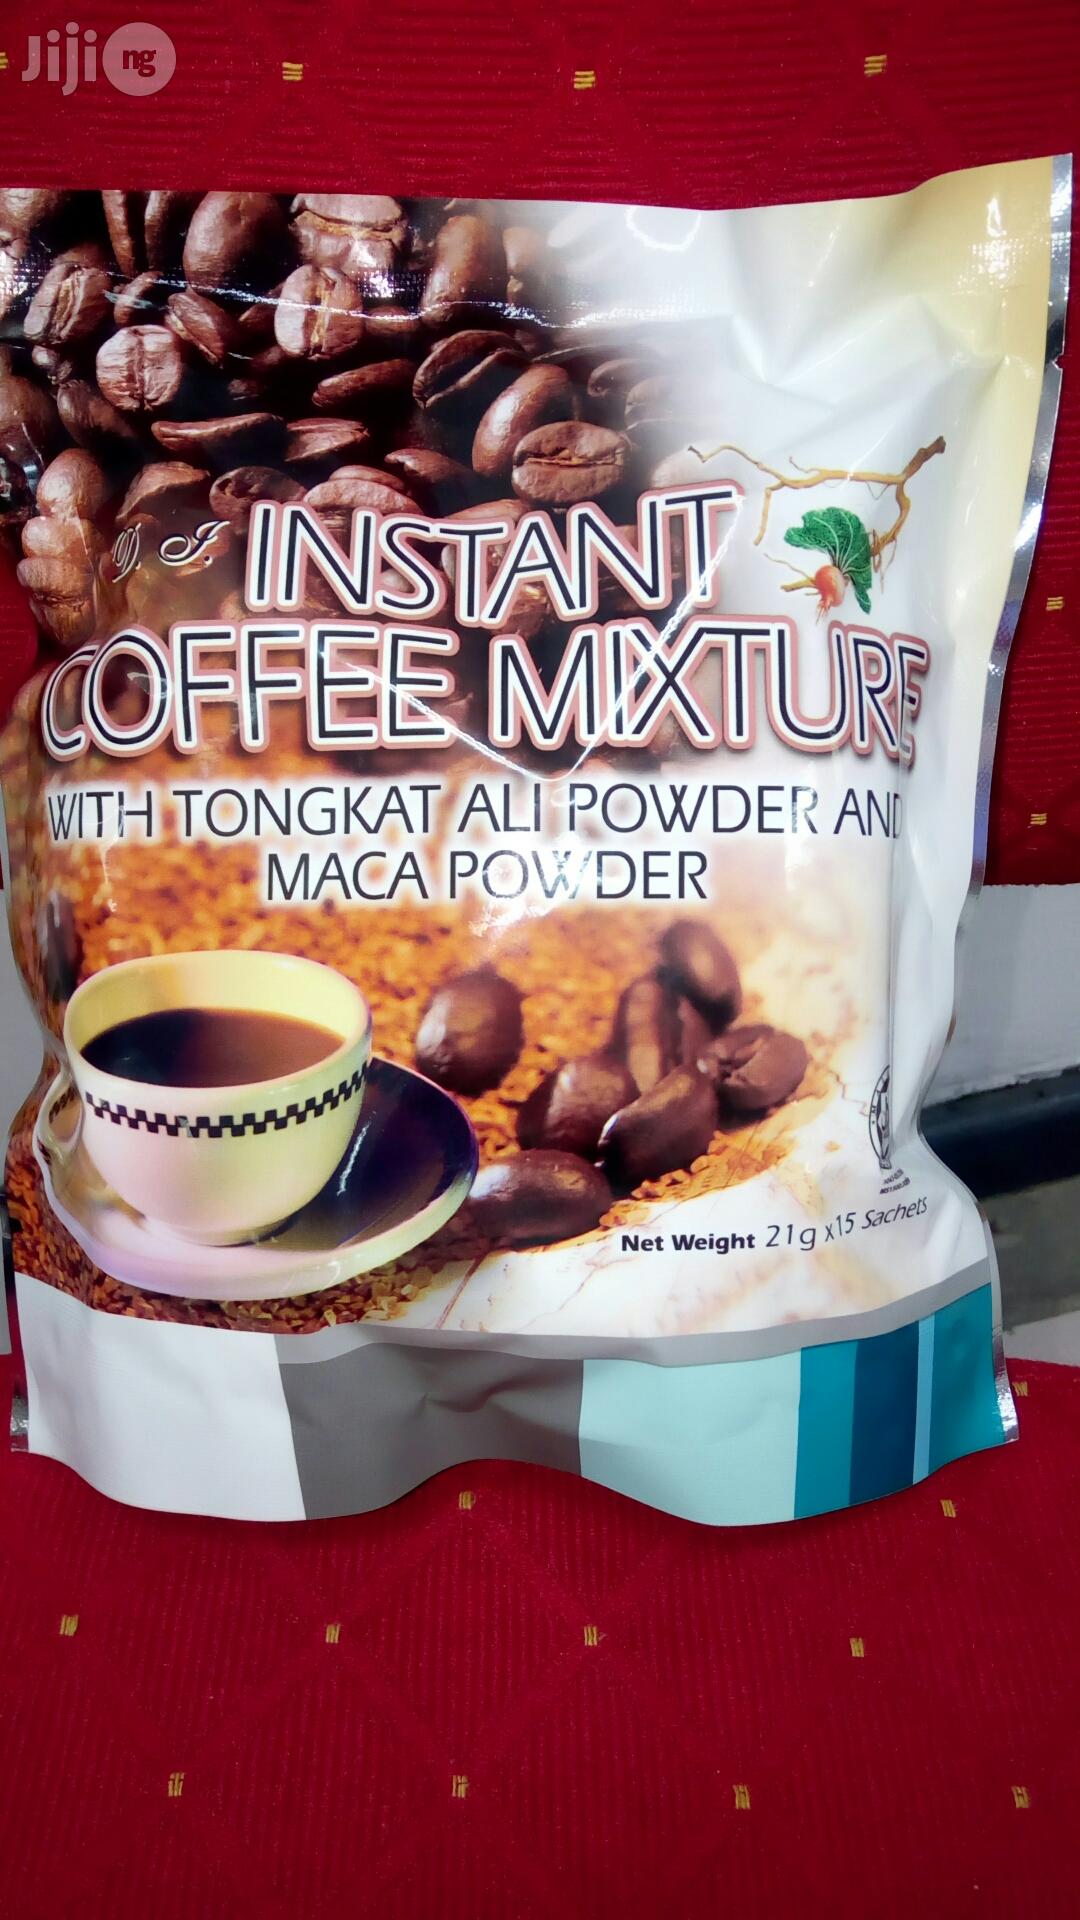 Jiji ng
D. I. INSTANT
COFFEE MIXTURE
WITH TONGKAT ALI POWDER AND
MACA POWDER
Net Weight 21g x15 Sachets